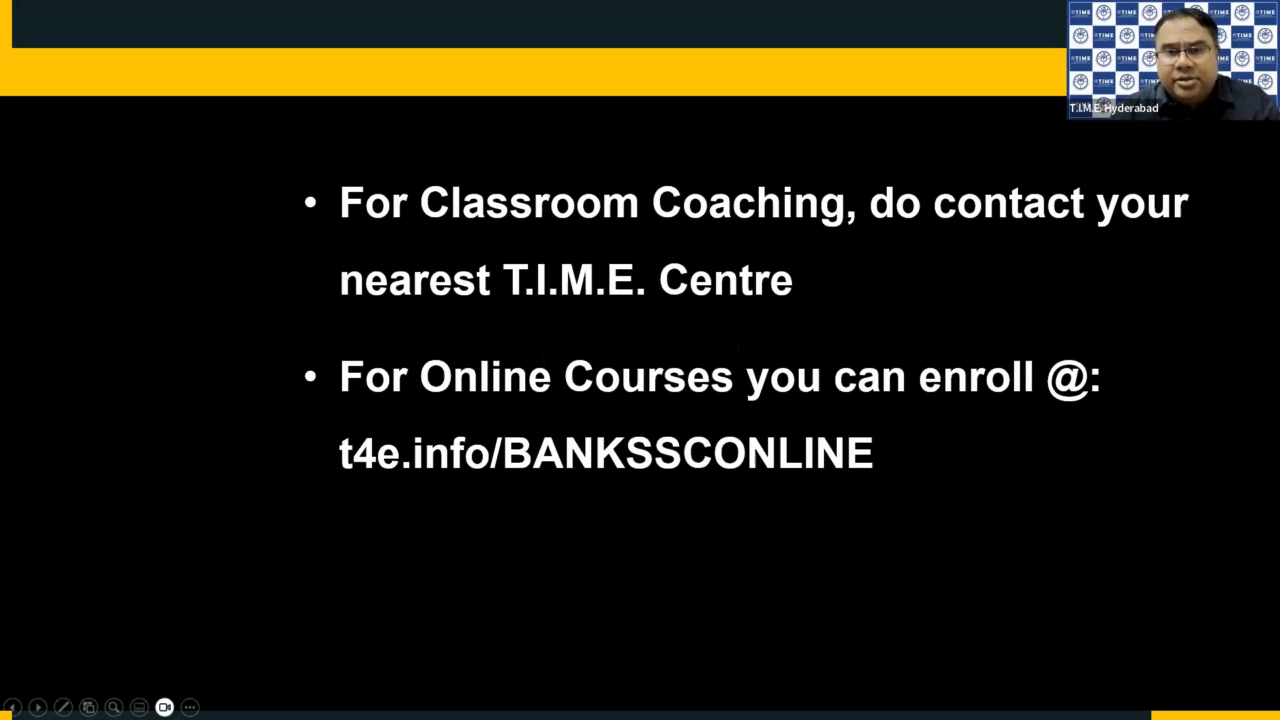 T.I.M.E. Hyderabad
• For Classroom Coaching, do contact your
nearest T.I.M.E. Centre
• For Online Courses you can enroll @:
t4e.info/BANKSSCONLINE